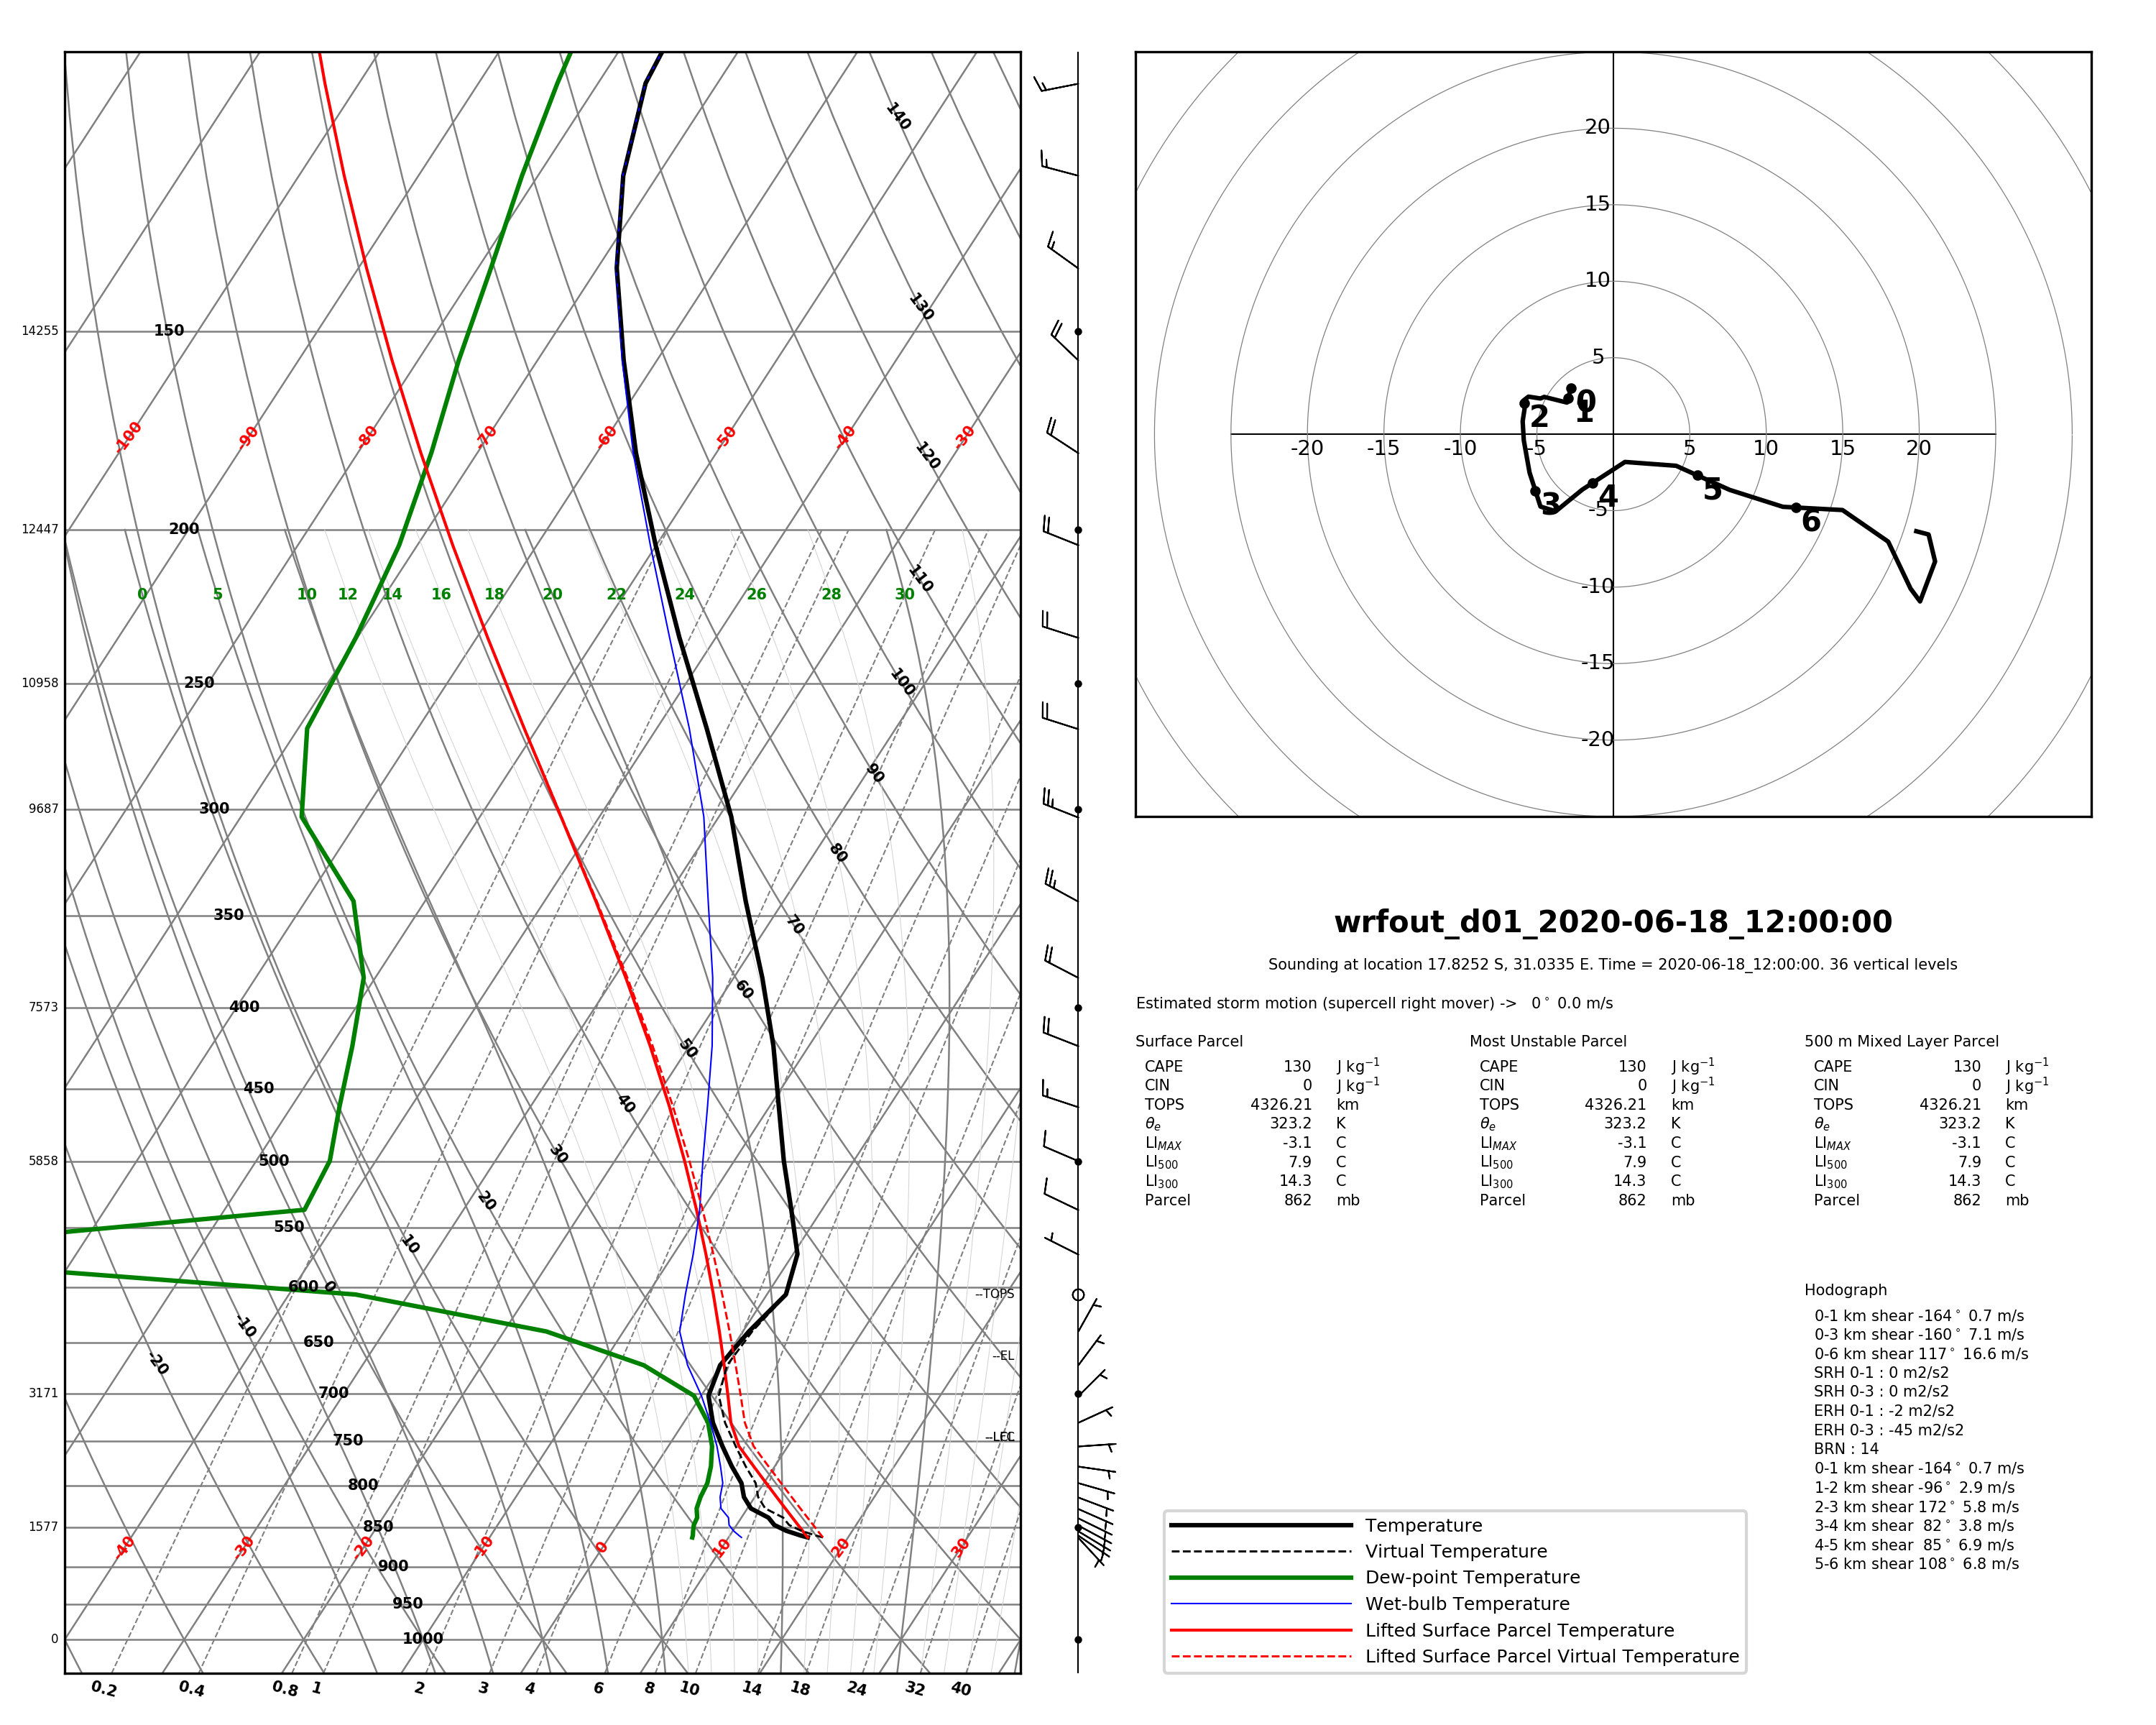 140
130
120
110
100
90
80
70
60
50
40
30
20
10
0
-10
-20
14255 150
-100 -90 -80 -70 -60 -50 -40 -30
12447 200
0 5 10 12 14 16 18 20 22 24 26 28 30
10958 250
9687 300
350
7573 400
450
5858 500
550
600
--TOPS
650
--EL
3171 700
750
--LFC
800
1577 850
-40 -30 -20 -10 0 10 20 30
900
950
0 1000
0.2 0.4 0.8 1 2 3 4 6 8 10 14 18 24 32 40
20
15
10
5
-20 -15 -10 -5 5 10 15 20
-5
-10
-15
-20
0
1
2
3
4
5
6
wrfout_d01_2020-06-18_12:00:00
Sounding at location 17.8252 S, 31.0335 E. Time = 2020-06-18_12:00:00. 36 vertical levels
Estimated storm motion (supercell right mover) -> 0° 0.0 m/s
Surface Parcel
CAPE 130 J kg⁻¹
CIN 0 J kg⁻¹
TOPS 4326.21 km
θe 323.2 K
LIMAX -3.1 C
LI500 7.9 C
LI300 14.3 C
Parcel 862 mb
Most Unstable Parcel
CAPE 130 J kg⁻¹
CIN 0 J kg⁻¹
TOPS 4326.21 km
θe 323.2 K
LIMAX -3.1 C
LI500 7.9 C
LI300 14.3 C
Parcel 862 mb
500 m Mixed Layer Parcel
CAPE 130 J kg⁻¹
CIN 0 J kg⁻¹
TOPS 4326.21 km
θe 323.2 K
LIMAX -3.1 C
LI500 7.9 C
LI300 14.3 C
Parcel 862 mb
Hodograph
0-1 km shear -164° 0.7 m/s
0-3 km shear -160° 7.1 m/s
0-6 km shear 117° 16.6 m/s
SRH 0-1 : 0 m2/s2
SRH 0-3 : 0 m2/s2
ERH 0-1 : -2 m2/s2
ERH 0-3 : -45 m2/s2
BRN : 14
0-1 km shear -164° 0.7 m/s
1-2 km shear -96° 2.9 m/s
2-3 km shear 172° 5.8 m/s
3-4 km shear 82° 3.8 m/s
4-5 km shear 85° 6.9 m/s
5-6 km shear 108° 6.8 m/s
Temperature
Virtual Temperature
Dew-point Temperature
Wet-bulb Temperature
Lifted Surface Parcel Temperature
Lifted Surface Parcel Virtual Temperature